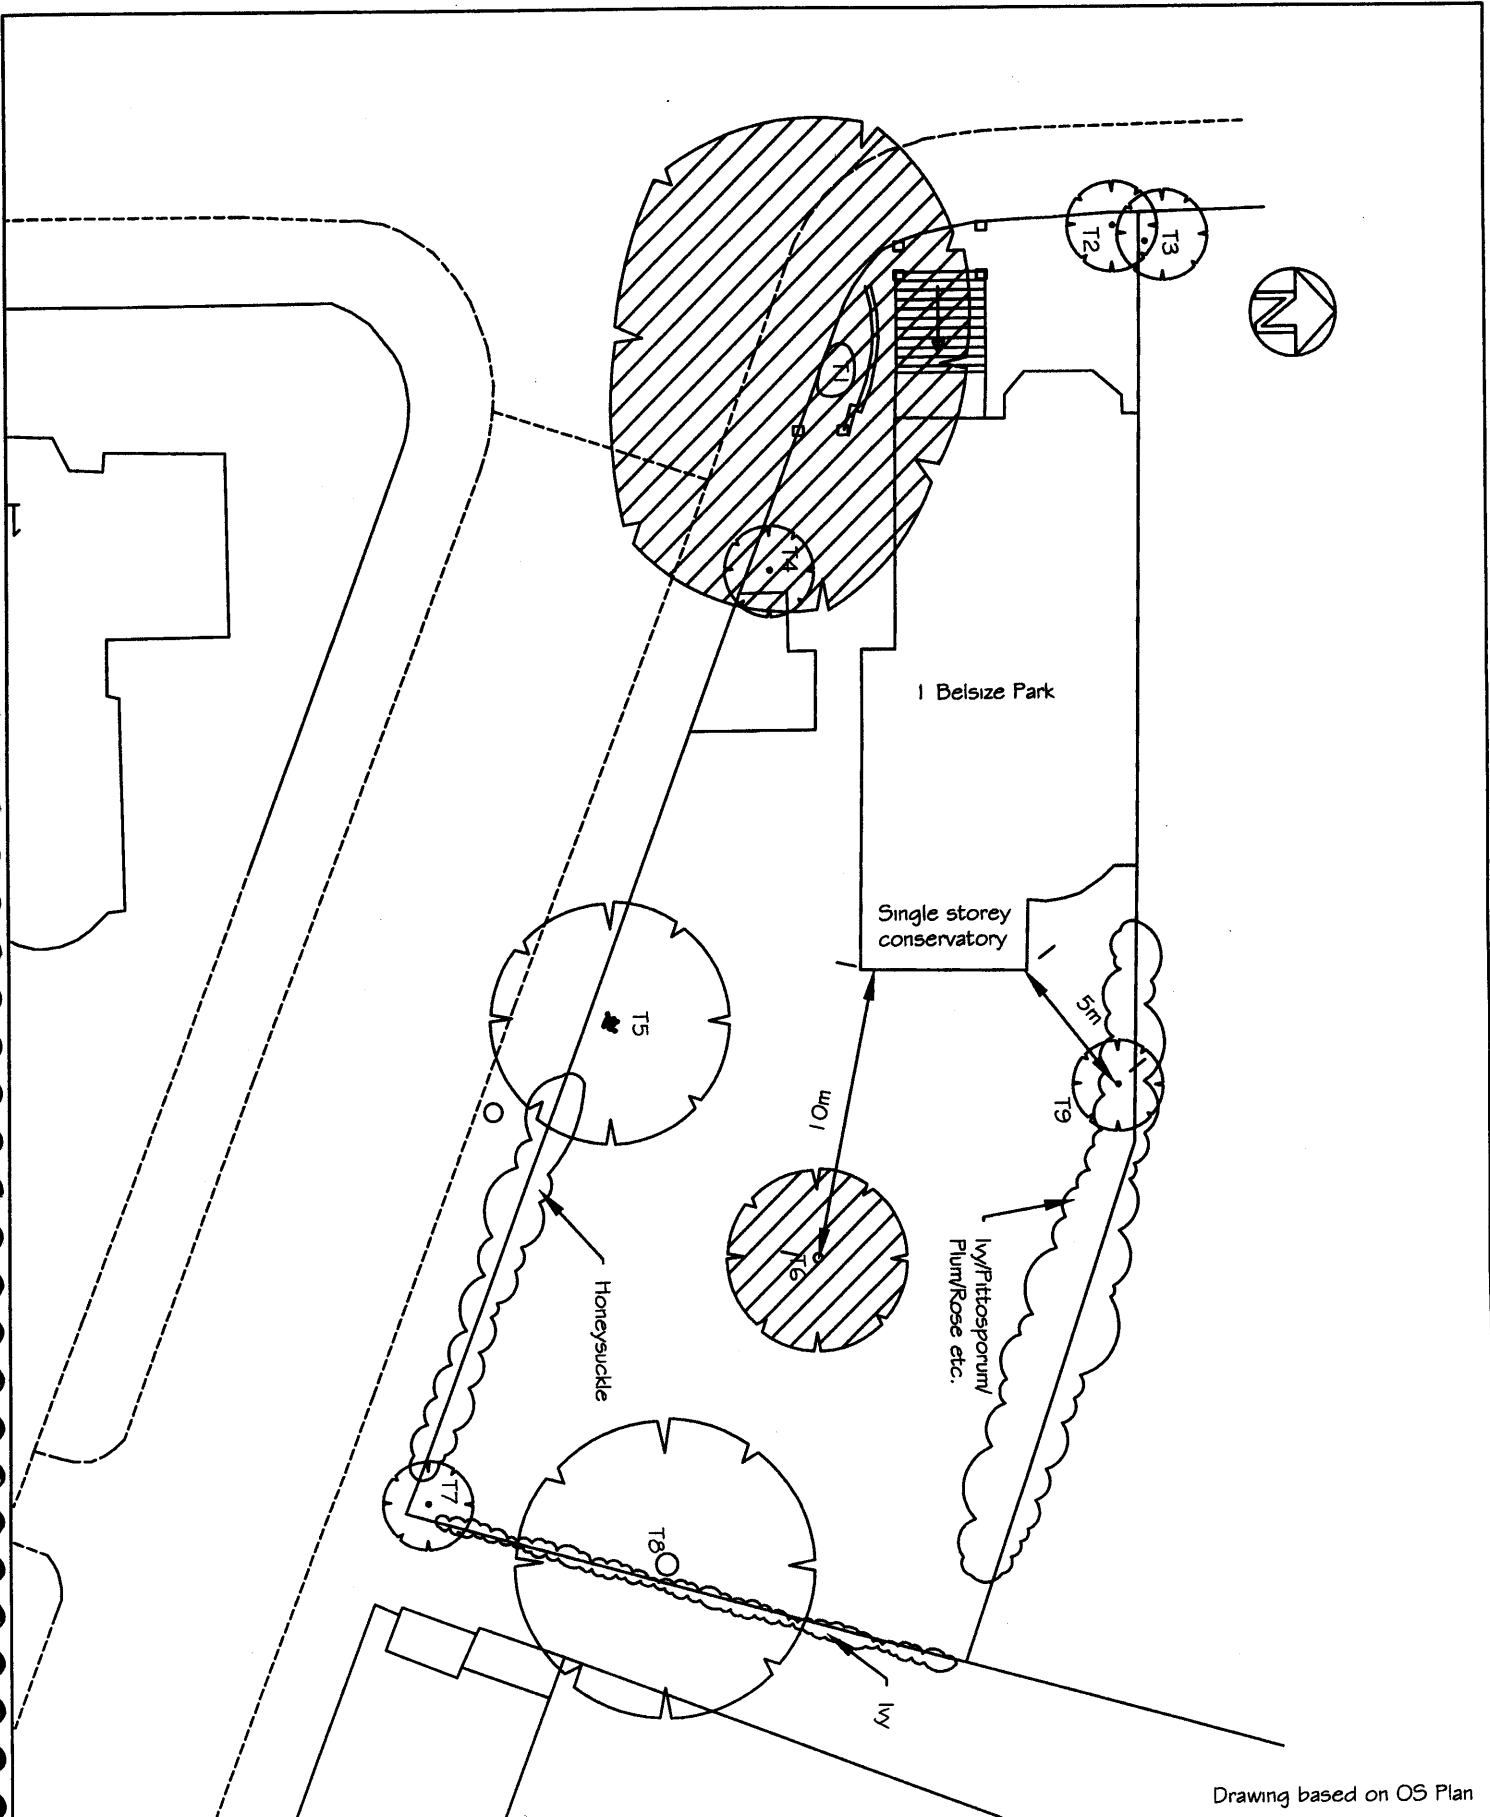 T2
T3
N
T1
1
T4
1 Belsize Park
Single storey
conservatory
5m
T5
10m
T9
T6
Ivy/Pittosporum/
Plum/Rose etc.
Honeysuckle
T7
T8
Ivy
Drawing based on OS Plan